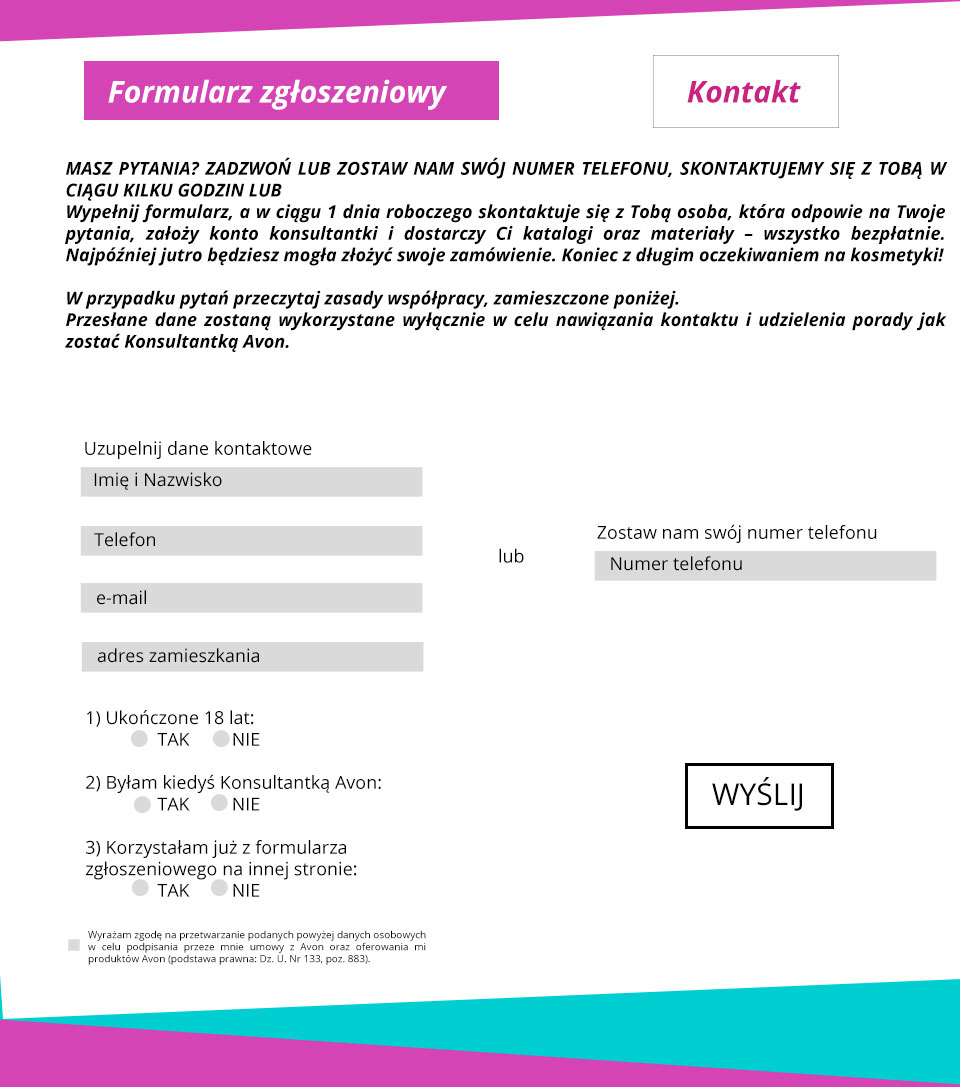 Formularz zgłoszeniowy
Kontakt
MASZ PYTANIA? ZADZWOŃ LUB ZOSTAW NAM SWÓJ NUMER TELEFONU, SKONTAKTUJEMY SIĘ Z TOBĄ W
CIĄGU KILKU GODZIN LUB
Wypełnij formularz, a w ciągu 1 dnia roboczego skontaktuje się z Tobą osoba, która odpowie na Twoje
pytania, założy konto konsultantki i dostarczy Ci katalogi oraz materiały – wszystko bezpłatnie.
Najpóźniej jutro będziesz mogła złożyć swoje zamówienie. Koniec z długim oczekiwaniem na kosmetyki!
W przypadku pytań przeczytaj zasady współpracy, zamieszczone poniżej.
Przesłane dane zostaną wykorzystane wyłącznie w celu nawiązania kontaktu i udzielenia porady jak
zostać Konsultantką Avon.
Uzupelnij dane kontaktowe
Imię i Nazwisko
Telefon
e-mail
adres zamieszkania
lub
Zostaw nam swój numer telefonu
Numer telefonu
1) Ukończone 18 lat:
TAK NIE
2) Byłam kiedyś Konsultantką Avon:
TAK NIE
3) Korzystałam już z formularza
zgłoszeniowego na innej stronie:
TAK NIE
WYŚLIJ
Wyrażam zgodę na przetwarzanie podanych powyżej danych osobowych
w celu podpisania przeze mnie umowy z Avon oraz oferowania mi
produktów Avon (podstawa prawna: Dz. U. Nr 133, poz. 883).